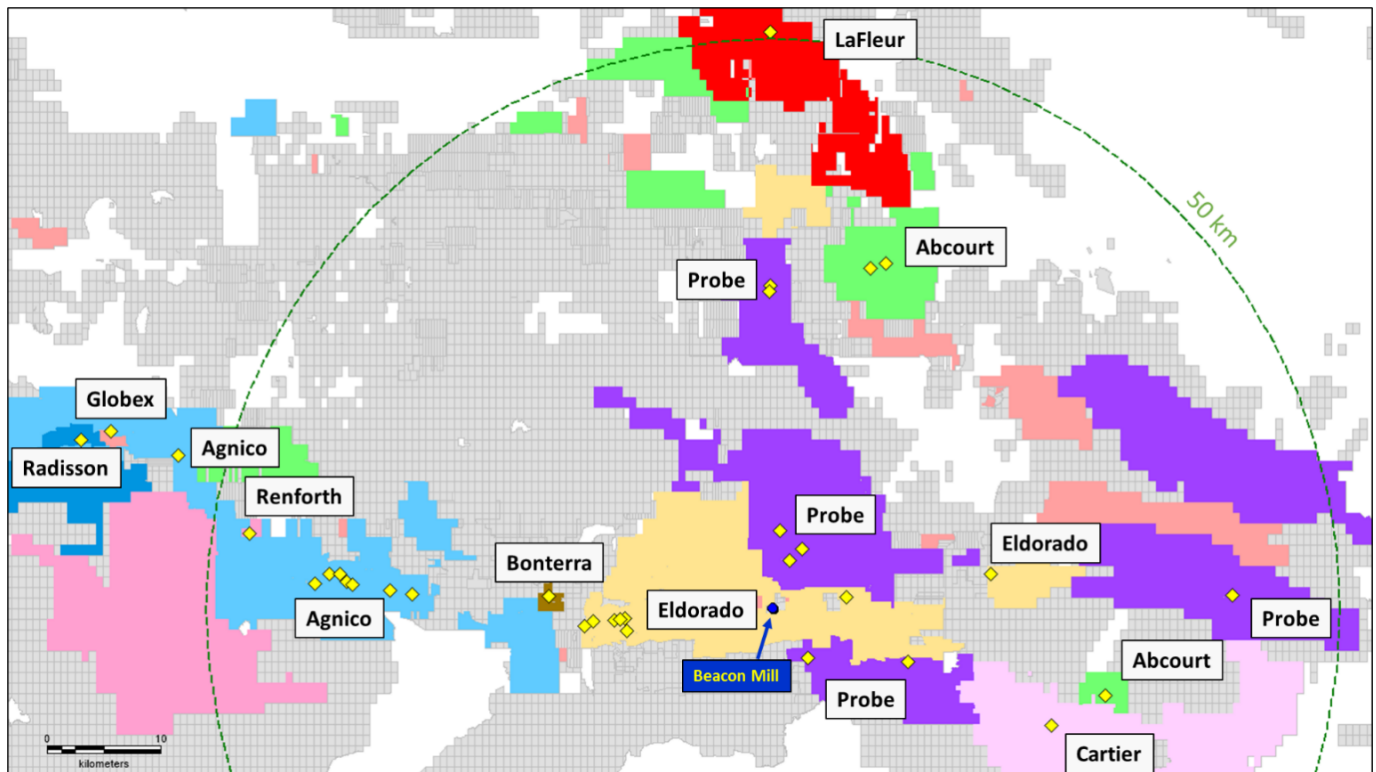 LaFleur
50 km
Abcourt
Probe
Globex
Agnico
Radisson
Renforth
Probe
Eldorado
Bonterra
Eldorado
Agnico
Probe
Abcourt
Beacon Mill
Probe
Cartier
0 10
kilometers